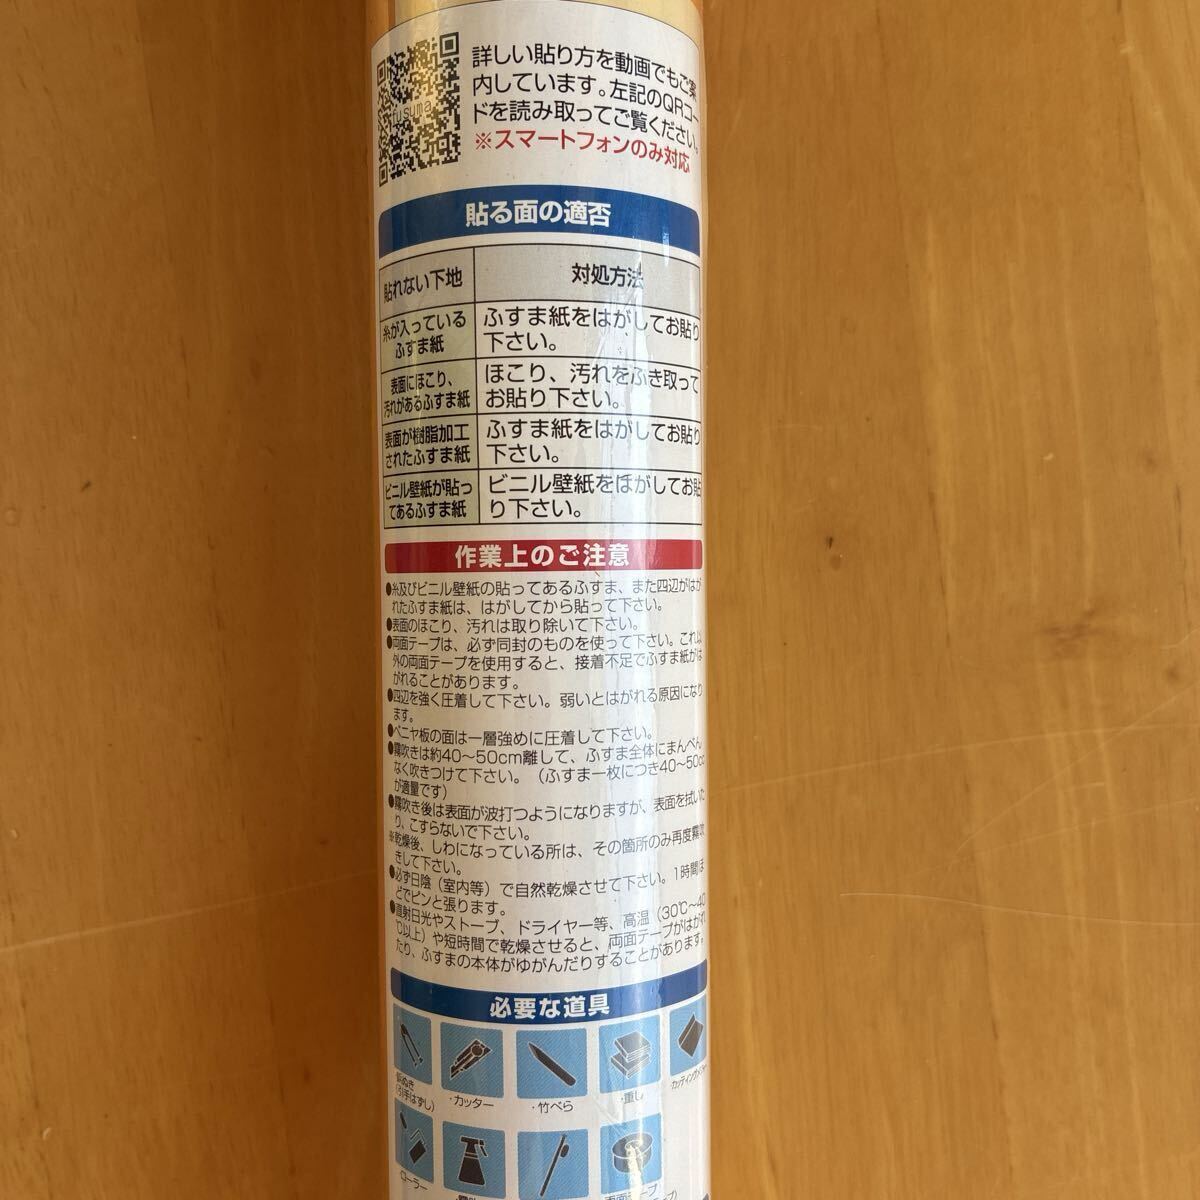 詳しい貼り方を動画でもご案
内しています。左記のQRコー
ドを読み取ってご覧ください。
※スマートフォンのみ対応
fusuma
貼る面の適否
貼れない下地 対処方法
糸が入っている
ふすま紙
ふすま紙をはがしてお貼り
下さい。
表面にほこり、
汚れがあるふすま紙
ほこり、汚れをふき取って
お貼り下さい。
表面が樹脂加工
されたふすま紙
ふすま紙をはがしてお貼り
下さい。
ビニル壁紙が貼っ
てあるふすま紙
ビニル壁紙をはがしてお貼
り下さい。
作業上のご注意
●糸及びビニル壁紙の貼ってあるふすま、また四辺がはが
れたふすま紙は、はがしてから貼って下さい。
●表面のほこり、汚れは取り除いて下さい。
●両面テープは、必ず同封のものを使って下さい。これ以
外の両面テープを使用すると、接着不足でふすま紙がは
がれることがあります。
●四辺を強く圧着して下さい。弱いとはがれる原因になり
ます。
●ベニヤ板の面は一層強めに圧着して下さい。
●霧吹きは約40〜50cm離して、ふすま全体にまんべん
なく吹きつけて下さい。（ふすま一枚につき40〜50cc
が適量です）
●霧吹き後は表面が波打つようになりますが、表面を拭いた
り、こすらないで下さい。
※乾燥後、しわになっている所は、その箇所のみ再度霧吹
きして下さい。
●必ず日陰（室内等）で自然乾燥させて下さい。1時間ほ
どでピンと張ります。
●直射日光やストーブ、ドライヤー等、高温（30℃〜40
℃以上）や短時間で乾燥させると、両面テープがはがれ
たり、ふすまの本体がゆがんだりすることがあります。
必要な道具
(引手はずし)
・カッター
・竹べら
・重し
・ローラー